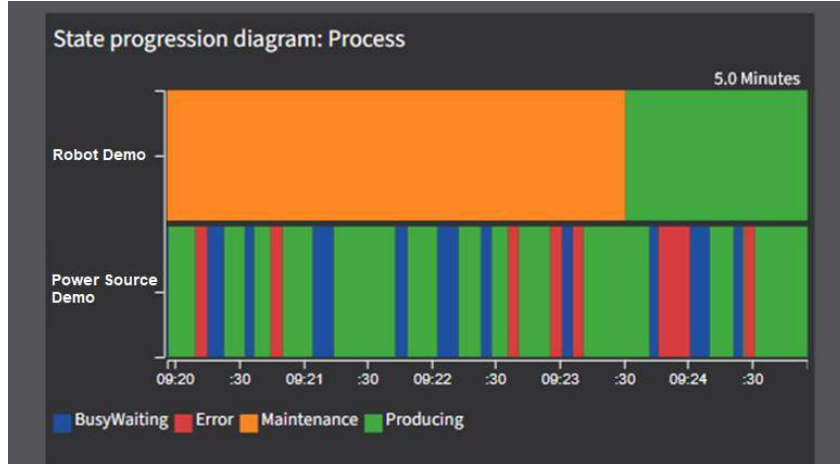 State progression diagram: Process
5.0 Minutes
Robot Demo
Power Source
Demo
09:20 :30 09:21 :30 09:22 :30 09:23 :30 09:24 :30
BusyWaiting Error Maintenance Producing